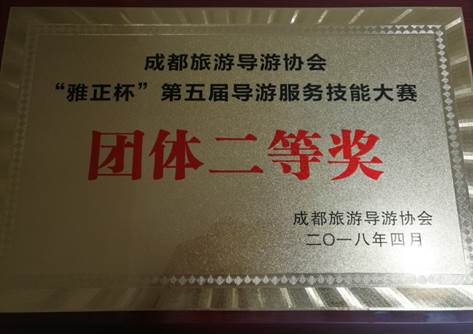 成都旅游导游协会
“雅正杯”第五届导游服务技能大赛
团体二等奖
成都旅游导游协会
二〇一八年四月